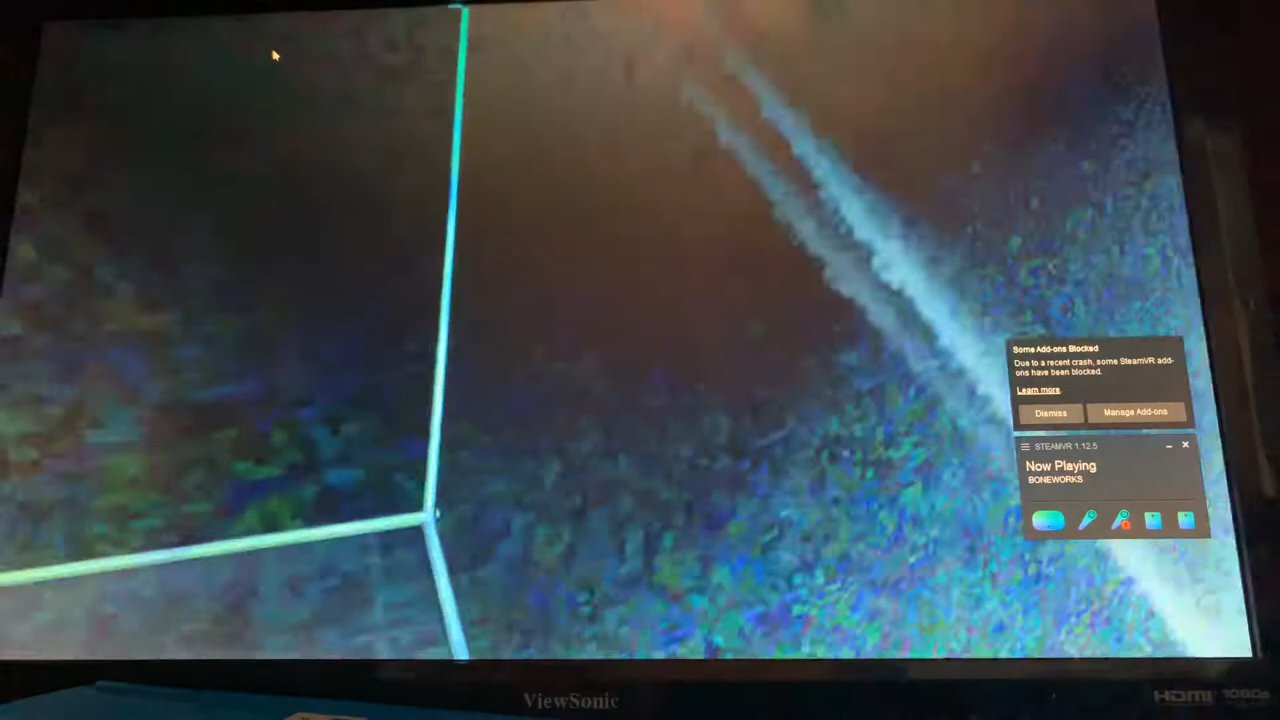 Some Add-ons Blocked
Due to a recent crash, some SteamVR add-
ons have been blocked.
Learn more
Dismiss
Manage Add-ons
STEAMVR 1.12.5
Now Playing
BONEWORKS
ViewSonic
HDMI 1080p